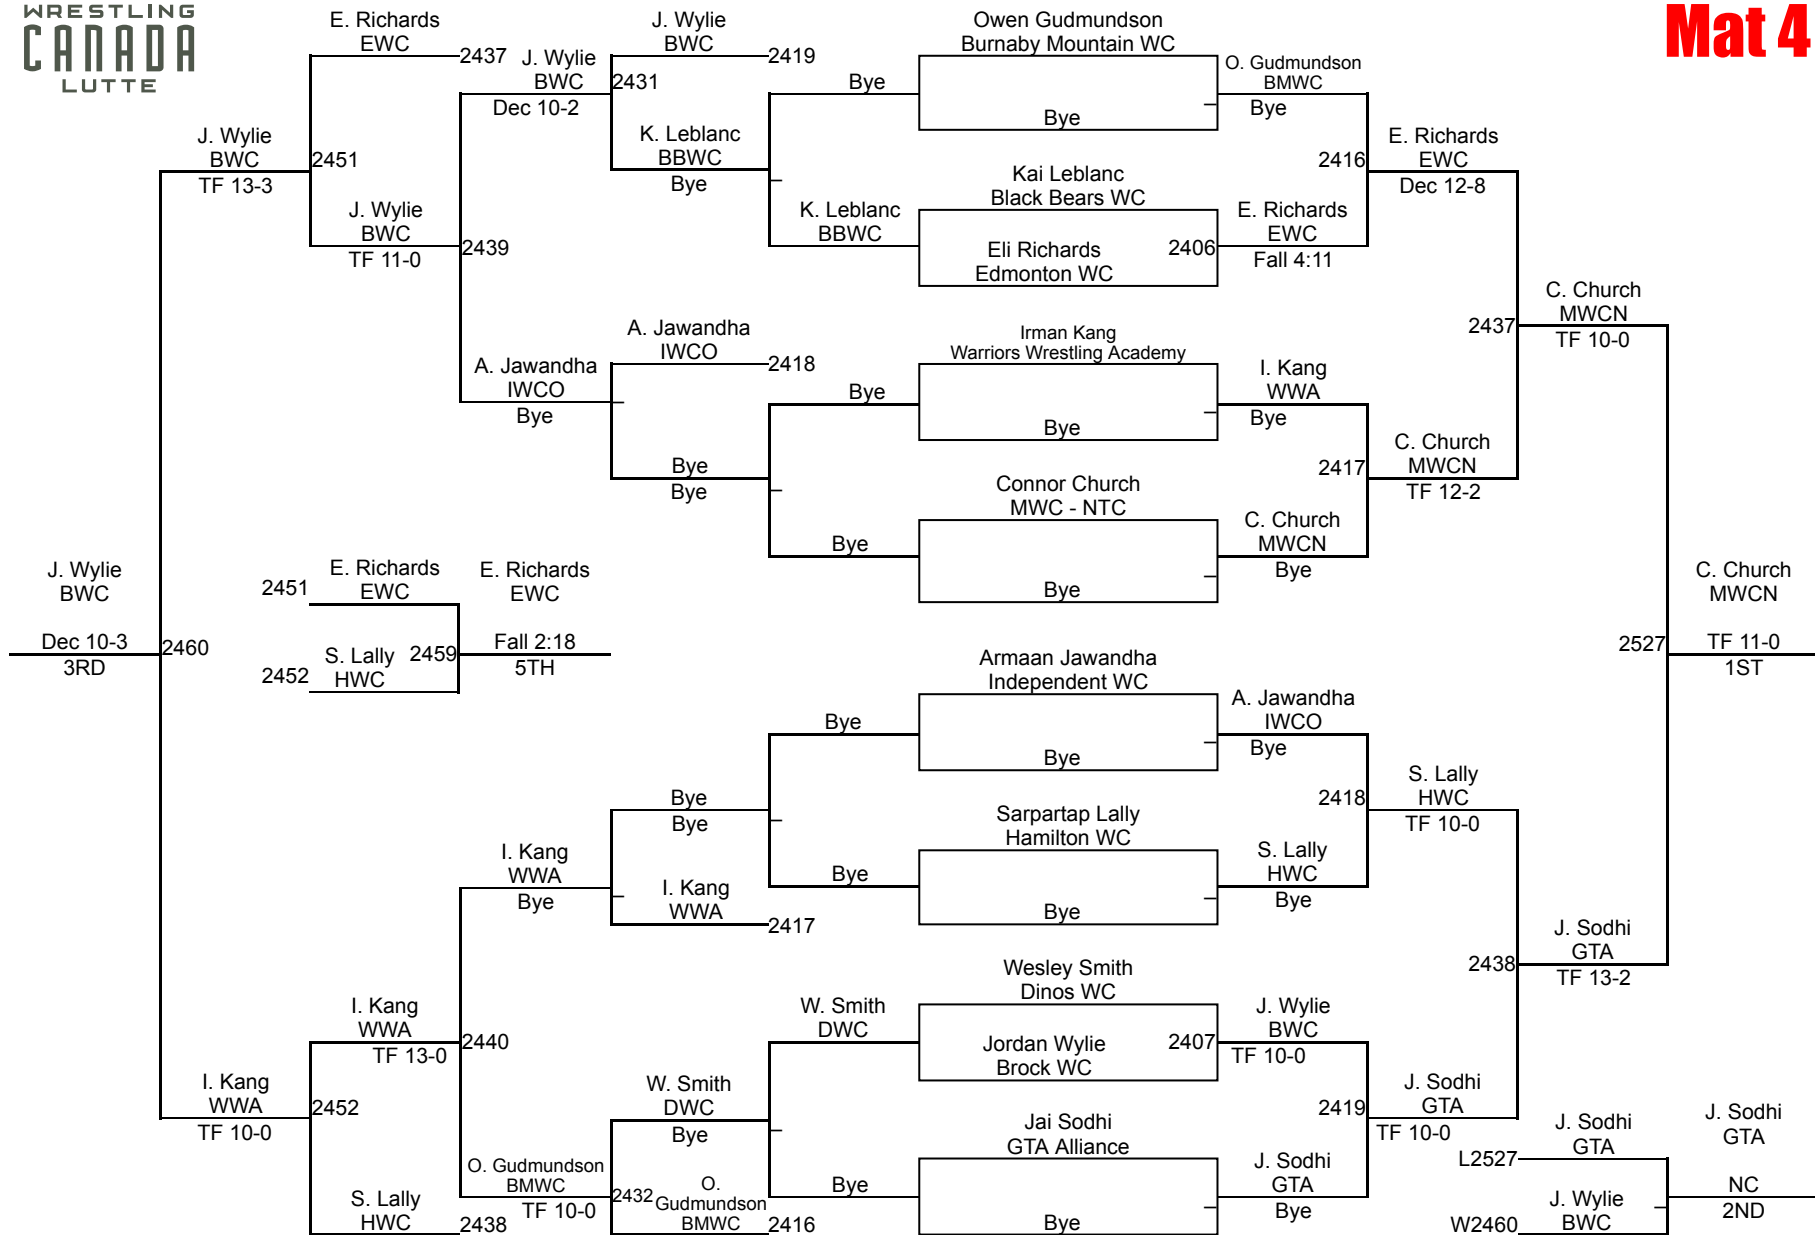 WRESTLING
CANADA
LUTTE
Mat 4
E. Richards
EWC
2437
J. Wylie
BWC
2431
Dec 10-2
J. Wylie
BWC
2419
K. Leblanc
BBWC
Bye
Bye
K. Leblanc
BBWC
Owen Gudmundson
Burnaby Mountain WC
Bye
O. Gudmundson
BMWC
Bye
Kai Leblanc
Black Bears WC
Eli Richards
Edmonton WC
2406
E. Richards
EWC
Fall 4:11
2416
E. Richards
EWC
Dec 12-8
J. Wylie
BWC
TF 13-3
2451
J. Wylie
BWC
TF 11-0
2439
A. Jawandha
IWCO
Bye
A. Jawandha
IWCO
2418
Bye
Bye
Bye
Bye
Irman Kang
Warriors Wrestling Academy
Bye
I. Kang
WWA
Bye
Connor Church
MWC - NTC
Bye
C. Church
MWCN
Bye
2417
C. Church
MWCN
TF 12-2
2437
C. Church
MWCN
TF 10-0
J. Wylie
BWC
Dec 10-3
3RD
2460
2451
E. Richards
EWC
2452
S. Lally
HWC
2459
E. Richards
EWC
Fall 2:18
5TH
2527
C. Church
MWCN
TF 11-0
1ST
Armaan Jawandha
Independent WC
Bye
Bye
A. Jawandha
IWCO
Bye
Sarpartap Lally
Hamilton WC
Bye
Bye
S. Lally
HWC
Bye
2418
S. Lally
HWC
TF 10-0
Bye
Bye
I. Kang
WWA
Bye
I. Kang
WWA
2417
2438
J. Sodhi
GTA
TF 13-2
Wesley Smith
Dinos WC
Jordan Wylie
Brock WC
2407
W. Smith
DWC
J. Wylie
BWC
TF 10-0
I. Kang
WWA
TF 13-0
2440
I. Kang
WWA
TF 10-0
2452
W. Smith
DWC
Bye
Jai Sodhi
GTA Alliance
Bye
Bye
J. Sodhi
GTA
Bye
2419
J. Sodhi
GTA
TF 10-0
S. Lally
HWC
2438
O. Gudmundson
BMWC
TF 10-0
2432
O.
Gudmundson
BMWC
2416
L2527
J. Sodhi
GTA
W2460
J. Wylie
BWC
J. Sodhi
GTA
NC
2ND